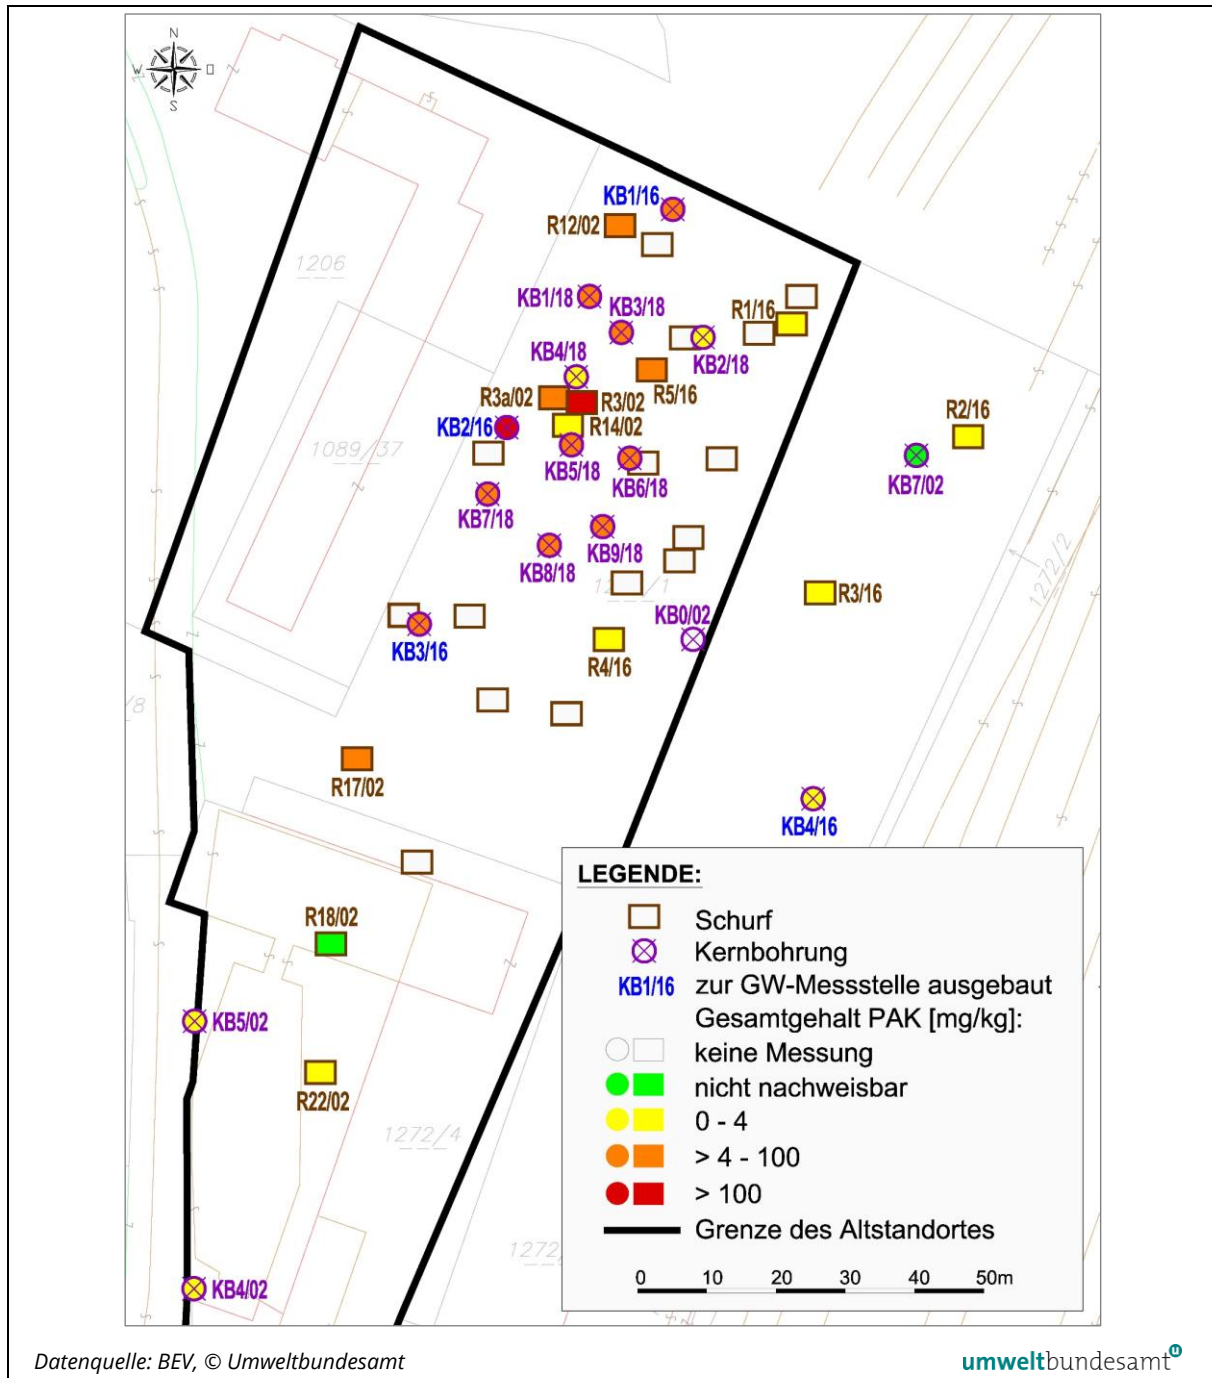 N
W
O
S
KB1/16
R12/02
1206
KB1/18
KB3/18
R1/16
KB2/18
KB4/18
R5/16
R3a/02
R3/02
R2/16
KB2/16
R14/02
1089/37
KB5/18
KB7/02
KB6/18
KB7/18
KB9/18
KB8/18
1272/2
R3/16
KB0/02
KB3/16
R4/16
/8
R17/02
KB4/16
LEGENDE:
Schurf
Kernbohrung
KB1/16 zur GW-Messstelle ausgebaut
Gesamtgehalt PAK [mg/kg]:
keine Messung
nicht nachweisbar
0 - 4
> 4 - 100
> 100
Grenze des Altstandortes
0 10 20 30 40 50m
R18/02
KB5/02
R22/02
1272/4
1272
KB4/02
Datenquelle: BEV, © Umweltbundesamt
umweltbundesamt